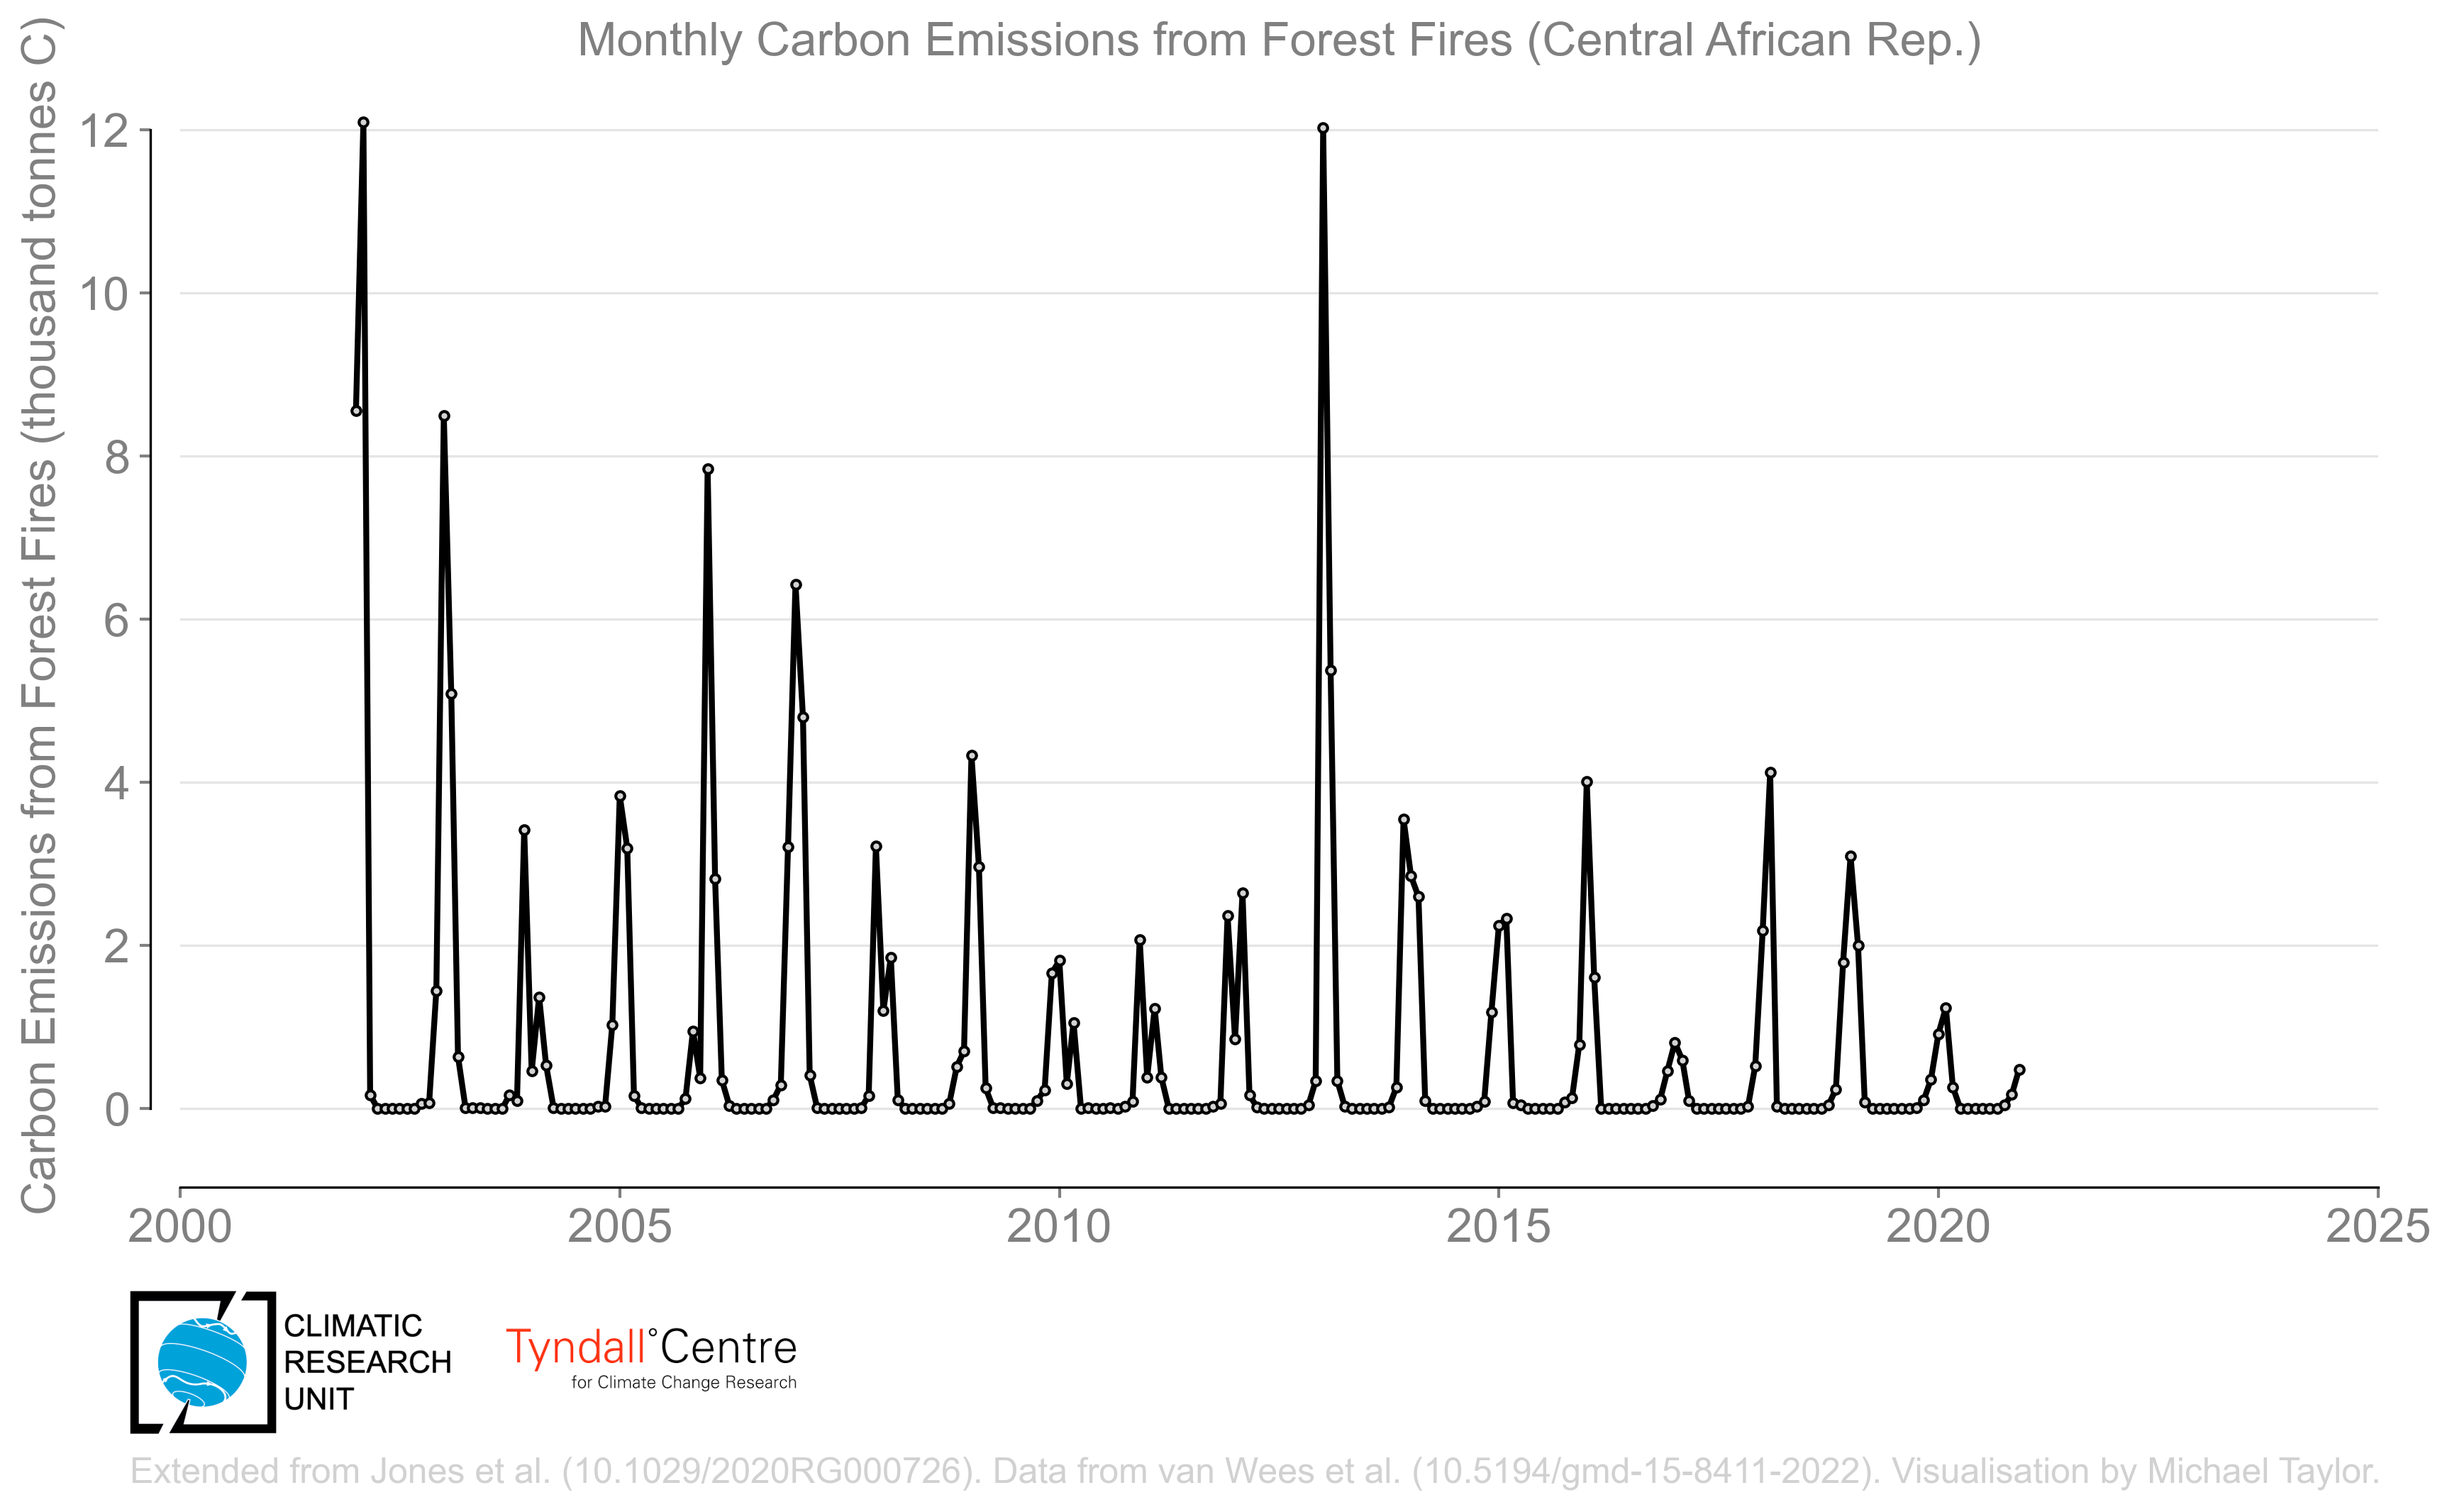 Monthly Carbon Emissions from Forest Fires (Central African Rep.)
Carbon Emissions from Forest Fires (thousand tonnes C)
12
10
8
6
4
2
0
2000 2005 2010 2015 2020 2025
CLIMATIC
RESEARCH
UNIT
Tyndall°Centre
for Climate Change Research
Extended from Jones et al. (10.1029/2020RG000726). Data from van Wees et al. (10.5194/gmd-15-8411-2022). Visualisation by Michael Taylor.